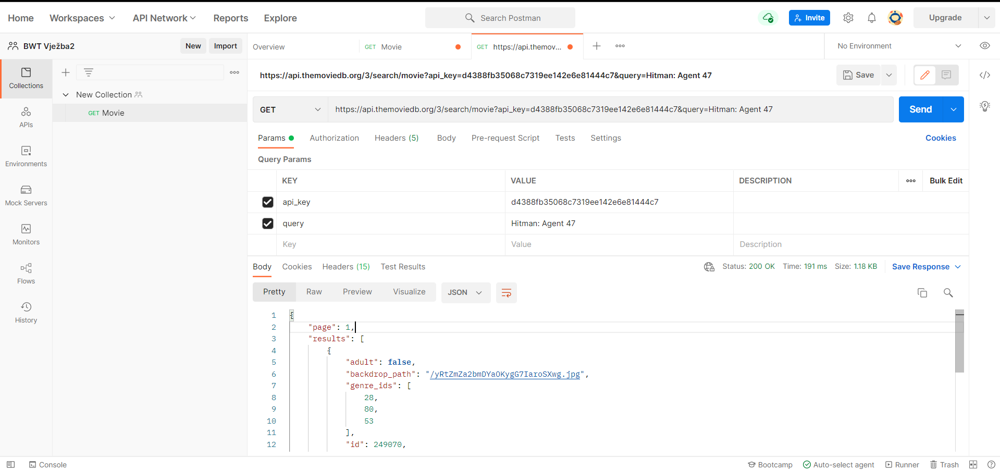 Home Workspaces API Network Reports Explore Search Postman Invite Upgrade
BWT Vježba2 New Import Overview GET Movie GET https://api.themov... No Environment
Collections
APIs
Environments
Mock Servers
Monitors
Flows
History
New Collection
GET Movie
https://api.themoviedb.org/3/search/movie?api_key=d4388fb35068c7319ee142e6e81444c7&query=Hitman: Agent 47 Save
GET https://api.themoviedb.org/3/search/movie?api_key=d4388fb35068c7319ee142e6e81444c7&query=Hitman: Agent 47 Send
Params Authorization Headers (5) Body Pre-request Script Tests Settings Cookies
Query Params
KEY VALUE DESCRIPTION Bulk Edit
api_key d4388fb35068c7319ee142e6e81444c7
query Hitman: Agent 47
Key Value Description
Body Cookies Headers (15) Test Results Status: 200 OK Time: 191 ms Size: 1.18 KB Save Response
Pretty Raw Preview Visualize JSON
1 {
2 "page": 1,
3 "results": [
4 {
5 "adult": false,
6 "backdrop_path": "/yRtZmZa2bmDYaOKygG7IaroSXwg.jpg",
7 "genre_ids": [
8 28,
9 80,
10 53
11 ],
12 "id": 249070,
Console Bootcamp Auto-select agent Runner Trash